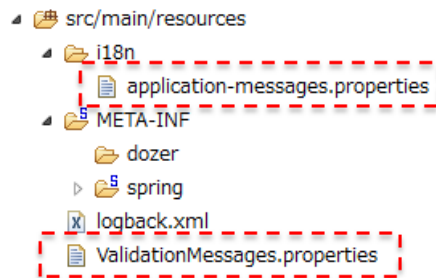 src/main/resources
i18n
application-messages.properties
META-INF
dozer
spring
logback.xml
ValidationMessages.properties